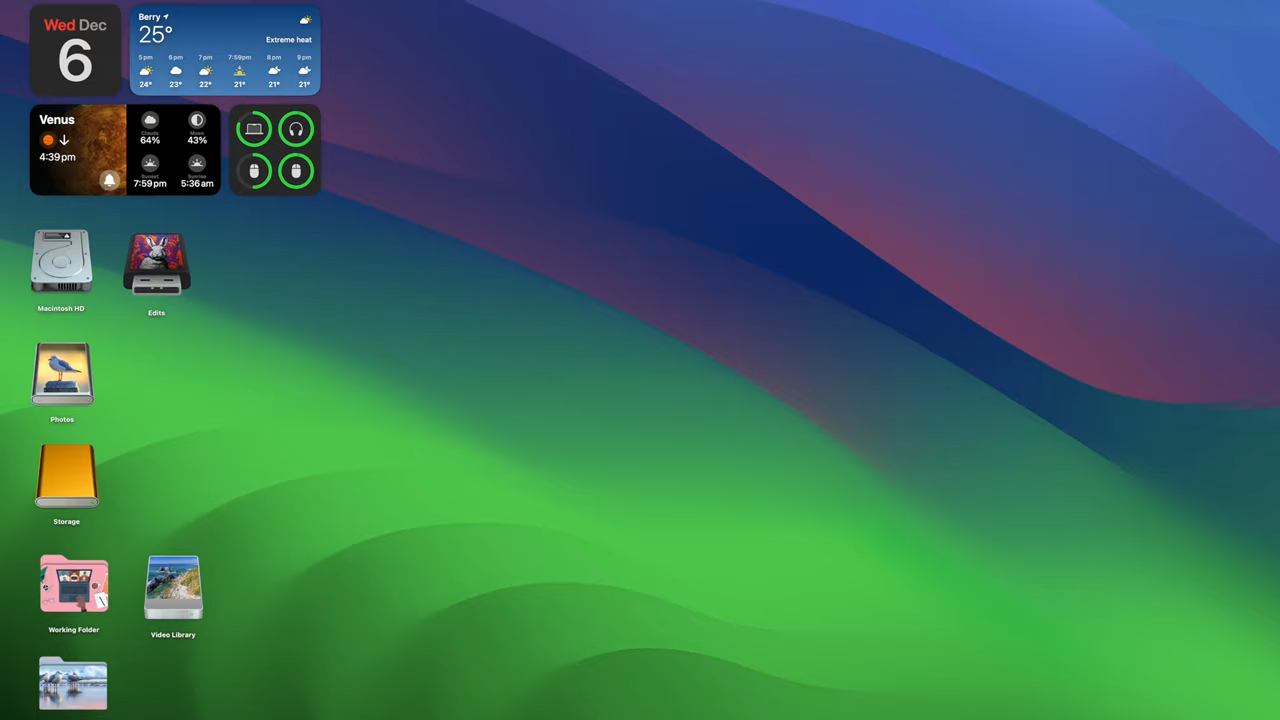 Wed Dec
6
Berry
25°
Extreme heat
5 pm 6 pm 7 pm 7:59pm 8 pm 9 pm
24° 23° 22° 21° 21° 21°
Venus
4:39pm
Clouds
64%
Moon
43%
Sunset
7:59pm
Sunrise
5:36am
Macintosh HD
Edits
Photos
Storage
Working Folder
Video Library